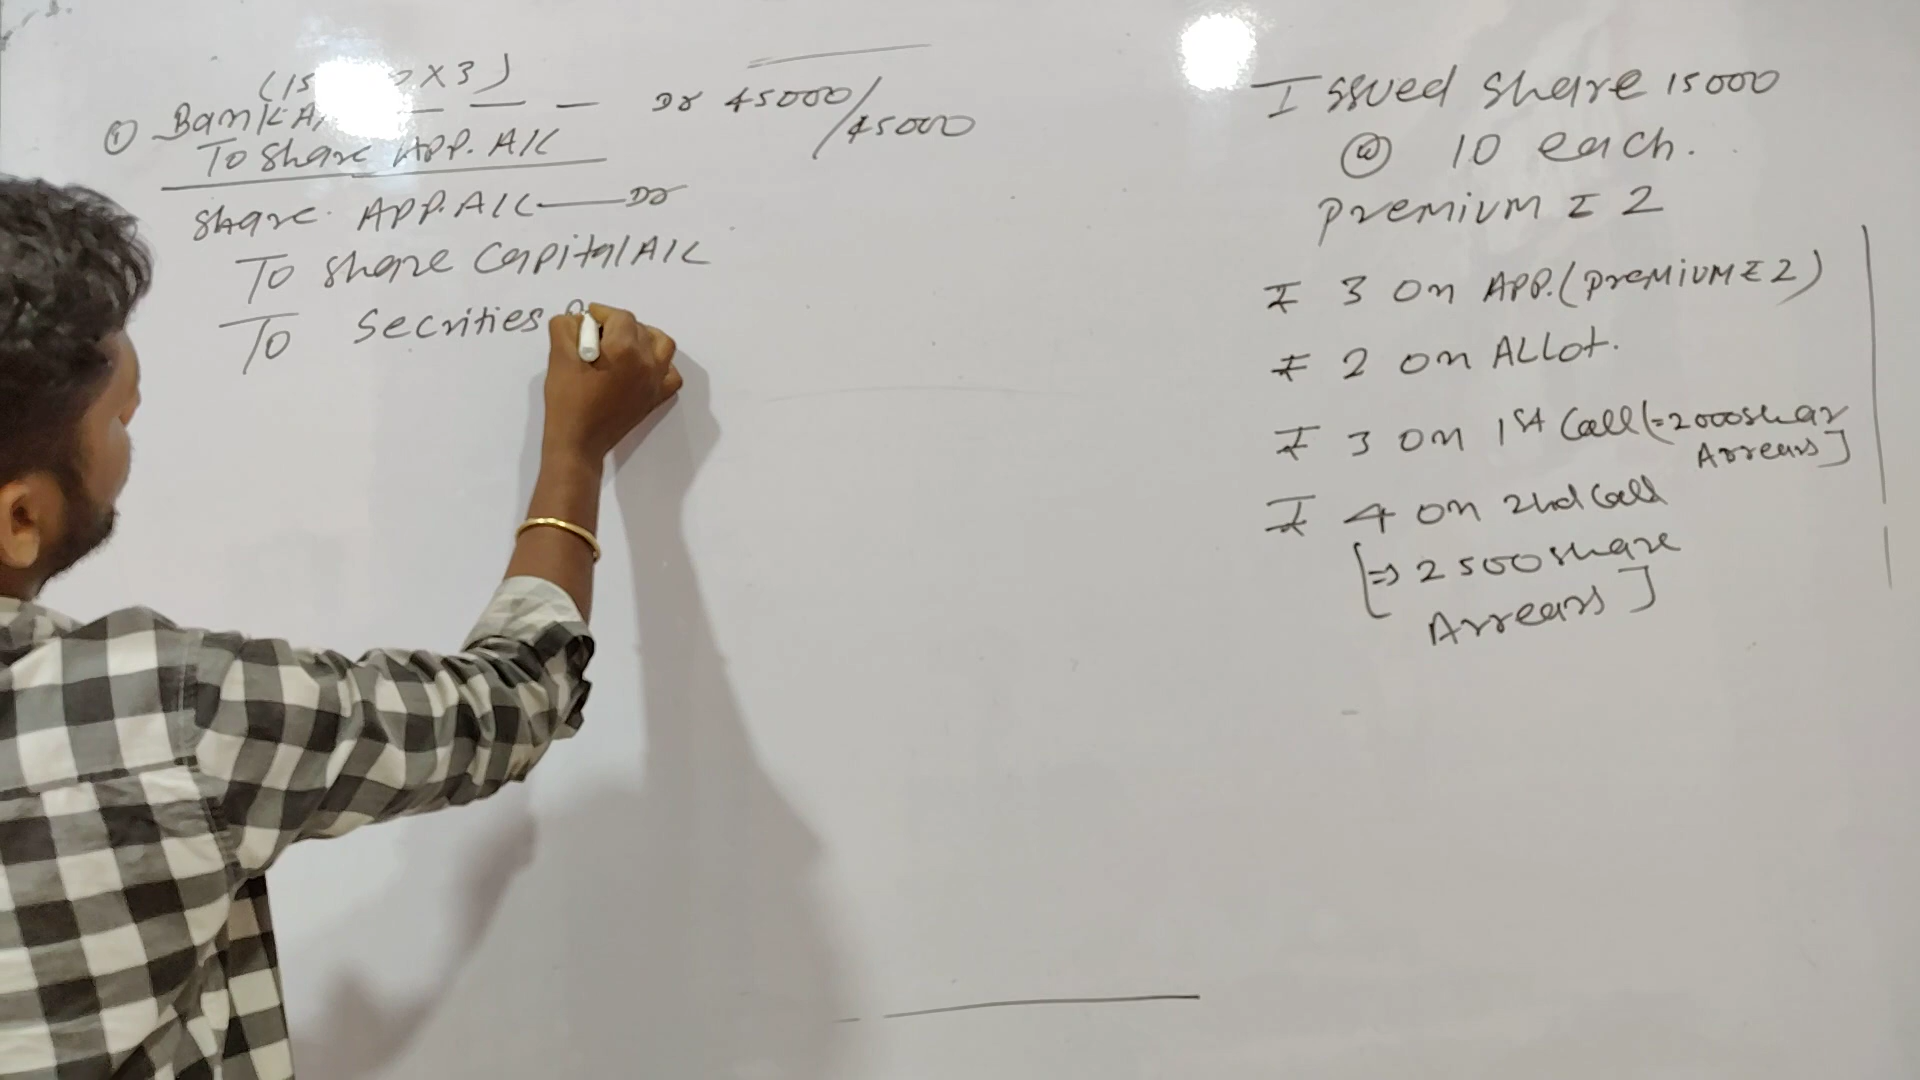 (15 × 3)
① Bank A — — — Dr 45000/
To Share APP. A/C /45000
Share APP. A/C —— Dr
To Share Capital A/C
To Secrities
Issued Share 15000
@ 10 each.
Premium ₹ 2
₹ 3 on APP. (Premium ₹ 2)
₹ 2 on Allot.
₹ 3 on 1st Call (=2000 Shar
Arrears]
₹ 4 on 2nd Call
[⇒ 2500 Share
Arrears]